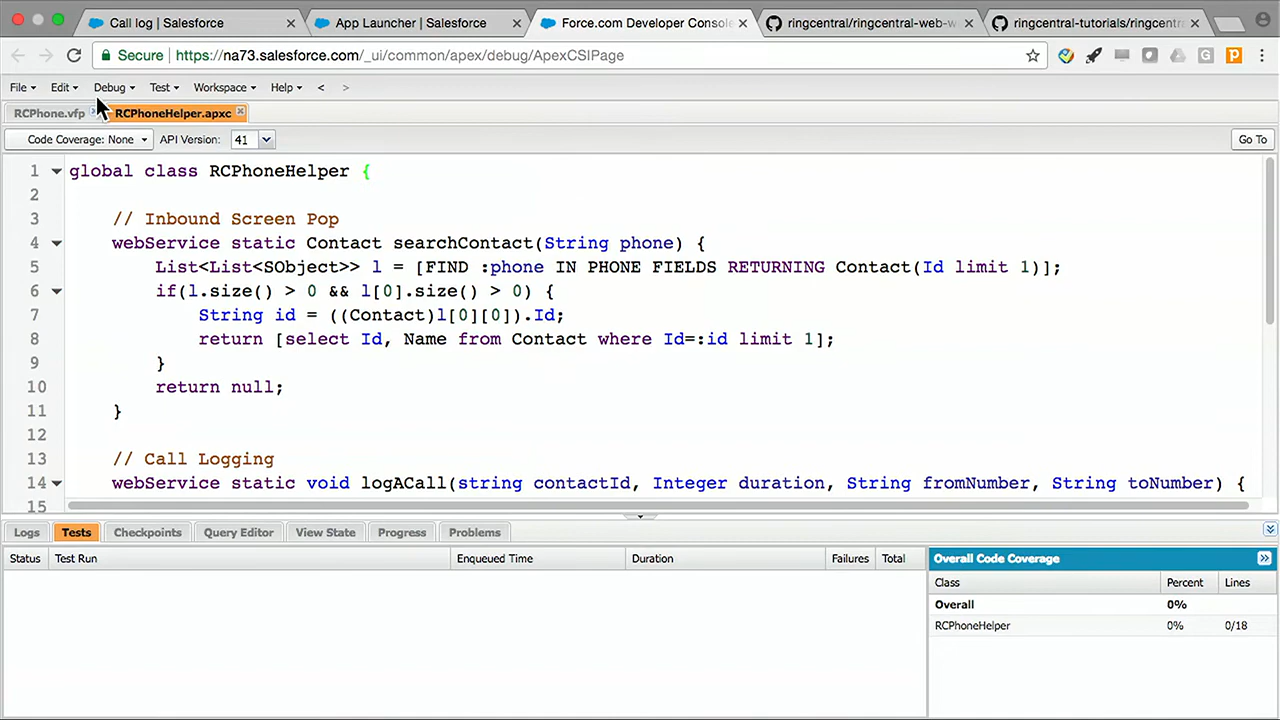 Call log | Salesforce
App Launcher | Salesforce
Force.com Developer Console
ringcentral/ringcentral-web-w
ringcentral-tutorials/ringcentr
Secure
https://na73.salesforce.com/_ui/common/apex/debug/ApexCSIPage
File Edit Debug Test Workspace Help < >
RCPhone.vfp
RCPhoneHelper.apxc
Code Coverage: None API Version: 41 Go To
1 global class RCPhoneHelper {
2
3 // Inbound Screen Pop
4 webService static Contact searchContact(String phone) {
5 List<List<SObject>> l = [FIND :phone IN PHONE FIELDS RETURNING Contact(Id limit 1)];
6 if(l.size() > 0 && l[0].size() > 0) {
7 String id = ((Contact)l[0][0]).Id;
8 return [select Id, Name from Contact where Id=:id limit 1];
9 }
10 return null;
11 }
12
13 // Call Logging
14 webService static void logACall(string contactId, Integer duration, String fromNumber, String toNumber) {
15
Logs Tests Checkpoints Query Editor View State Progress Problems
Status Test Run Enqueued Time Duration Failures Total
Overall Code Coverage
Class Percent Lines
Overall 0%
RCPhoneHelper 0% 0/18